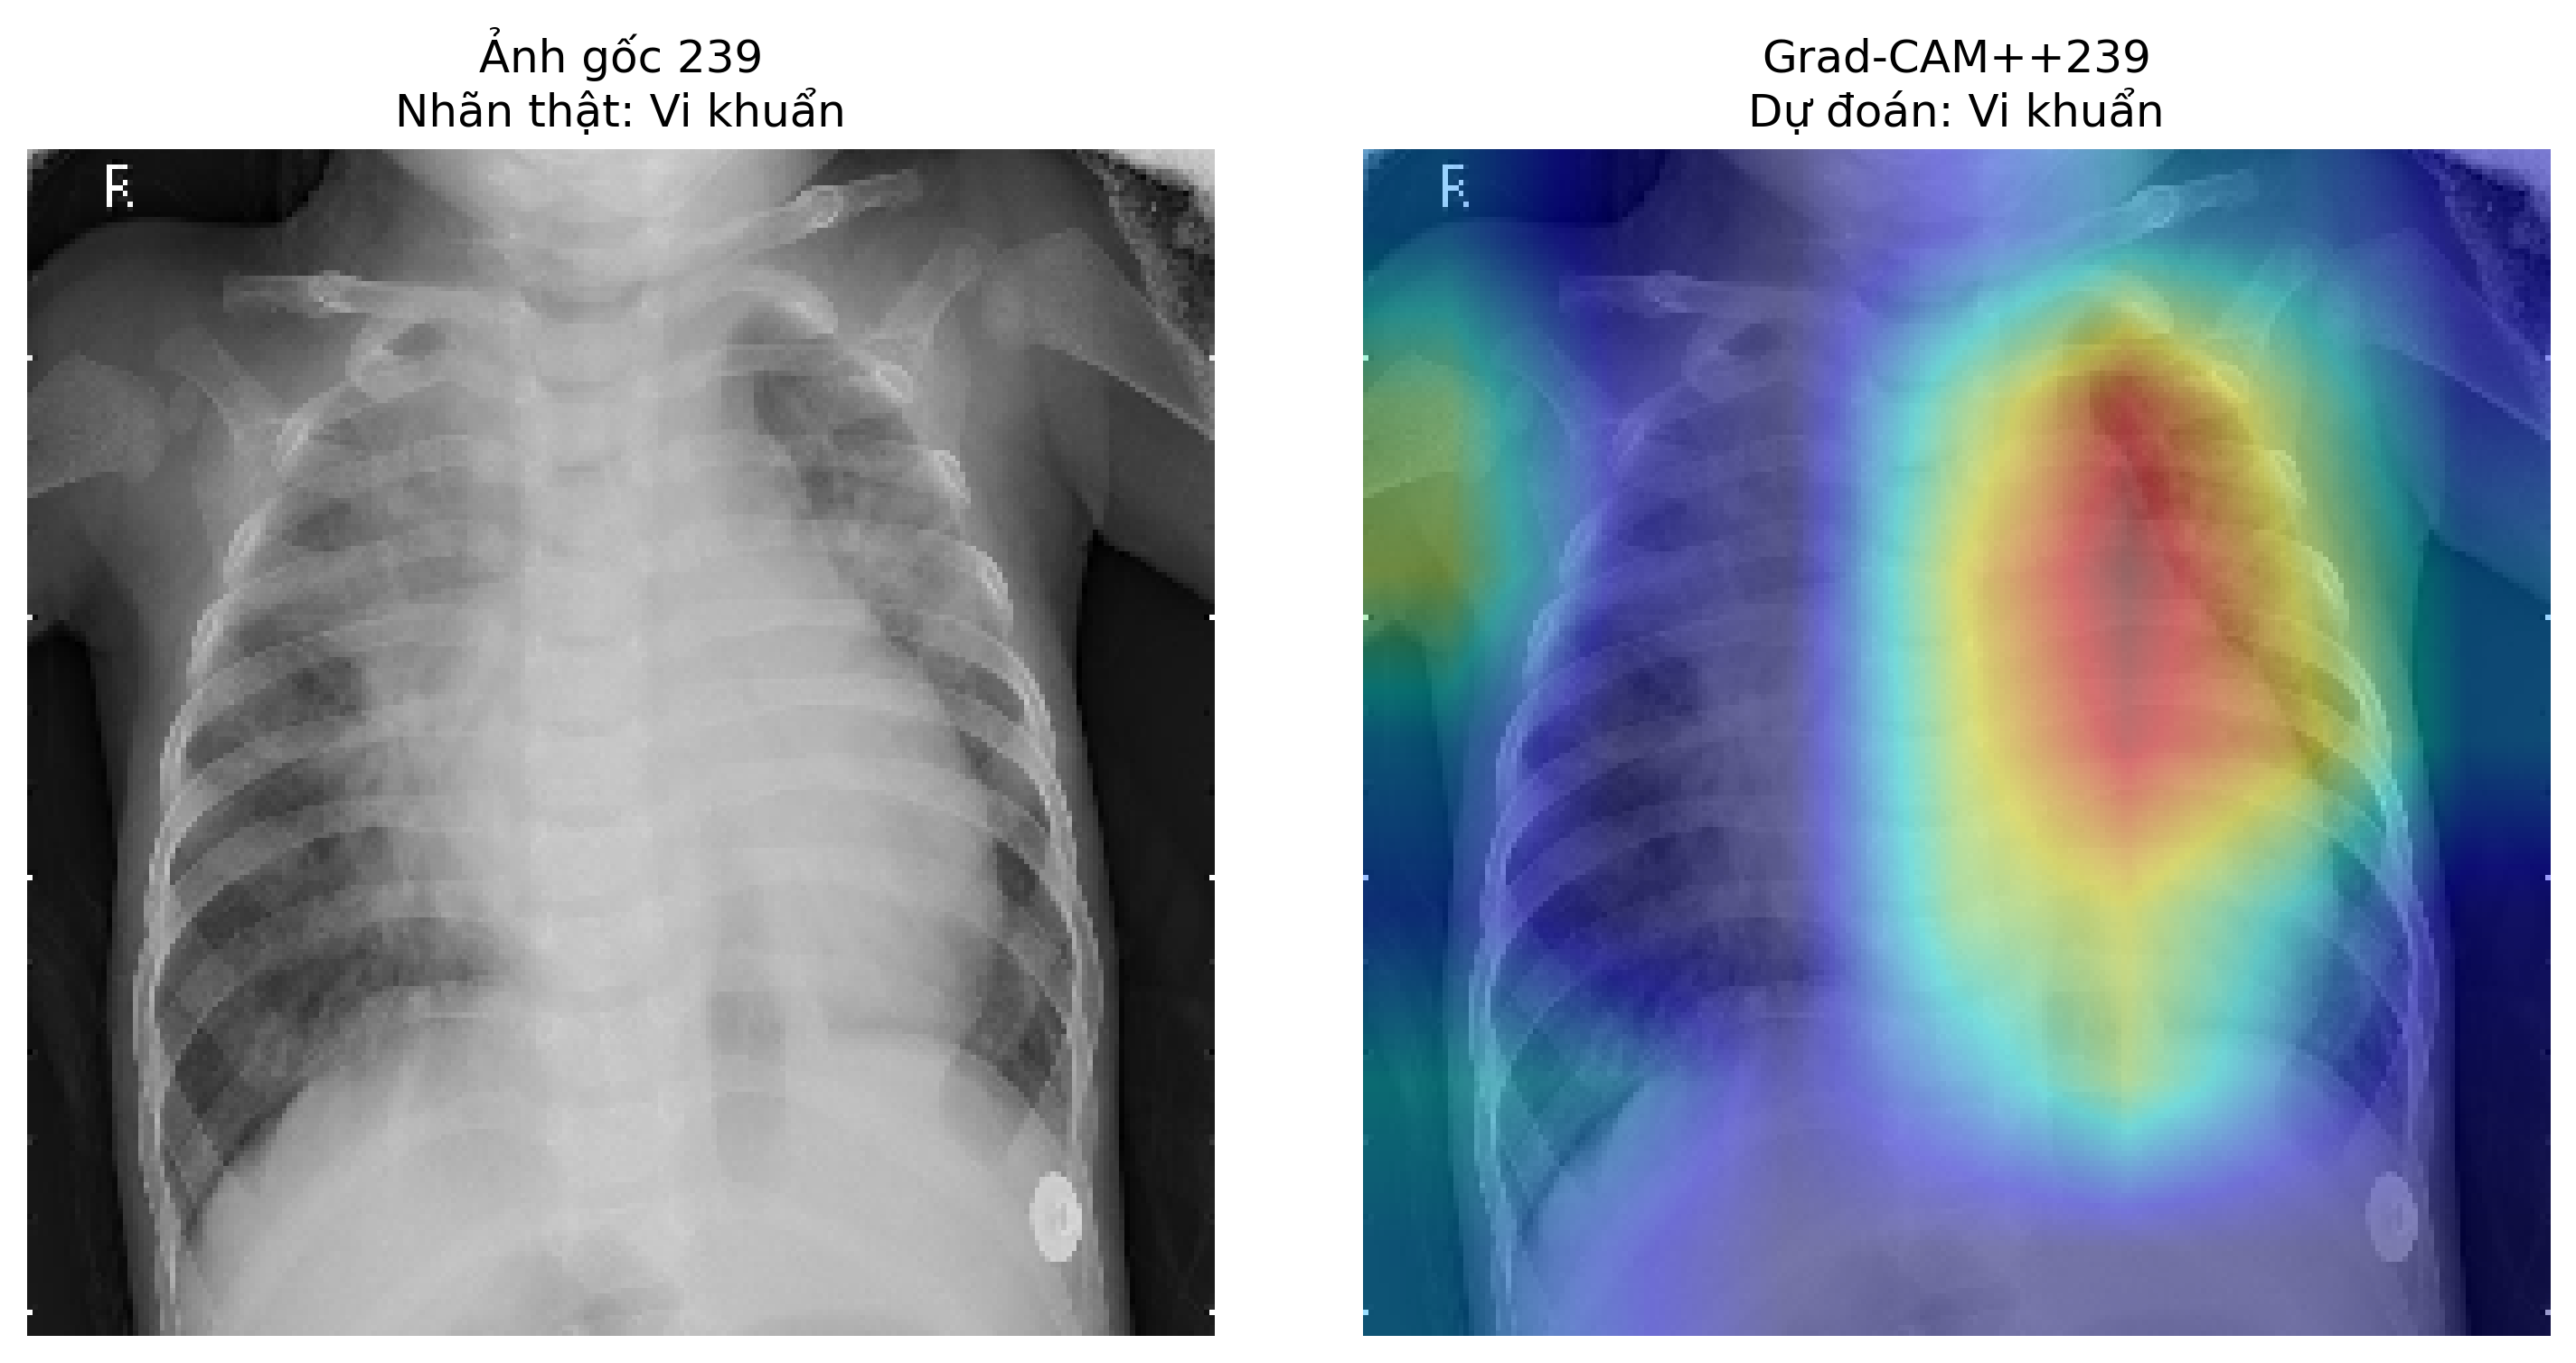 Ảnh gốc 239
Nhãn thật: Vi khuẩn
Grad-CAM++239
Dự đoán: Vi khuẩn
R
R